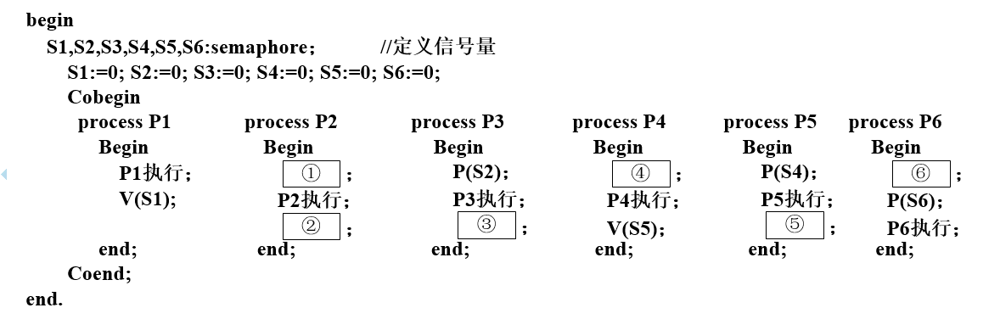 begin
S1,S2,S3,S4,S5,S6:semaphore; //定义信号量
S1:=0; S2:=0; S3:=0; S4:=0; S5:=0; S6:=0;
Cobegin
process P1 process P2 process P3 process P4 process P5 process P6
Begin Begin Begin Begin Begin Begin
P1执行; ①; P(S2); ④; P(S4); ⑥;
V(S1); P2执行; P3执行; P4执行; P5执行; P(S6);
②; ③; V(S5); ⑤; P6执行;
end; end; end; end; end; end;
Coend;
end.